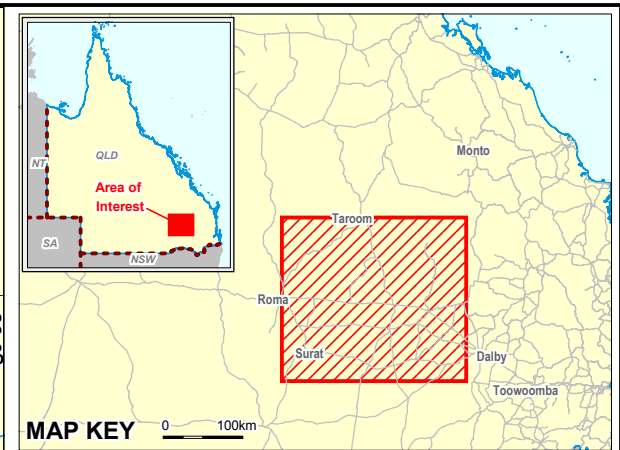 NT
QLD
Area of
Interest
SA
NSW
Monto
Taroom
Roma
Surat
Dalby
Toowoomba
MAP KEY
0 100km